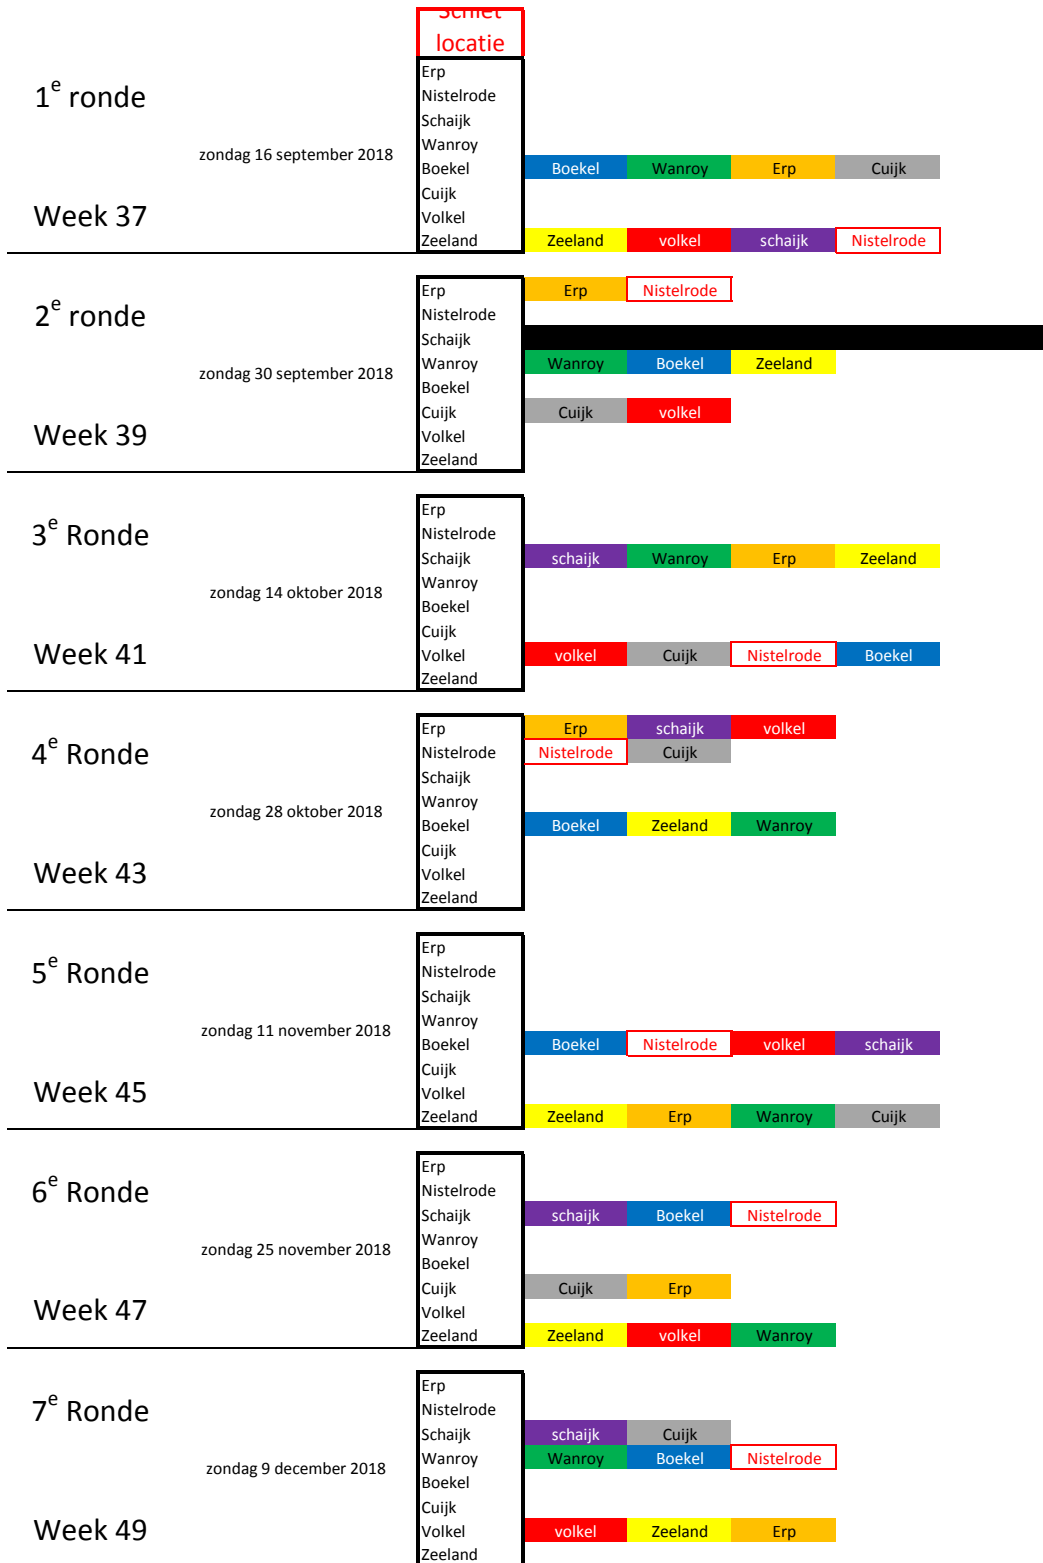 Schiet
locatie
1e ronde
zondag 16 september 2018
Week 37
Erp
Nistelrode
Schaijk
Wanroy
Boekel Boekel Wanroy Erp Cuijk
Cuijk
Volkel
Zeeland Zeeland volkel schaijk Nistelrode
2e ronde
zondag 30 september 2018
Week 39
Erp Erp Nistelrode
Nistelrode
Schaijk
Wanroy Wanroy Boekel Zeeland
Boekel
Cuijk Cuijk volkel
Volkel
Zeeland
3e Ronde
zondag 14 oktober 2018
Week 41
Erp
Nistelrode
Schaijk schaijk Wanroy Erp Zeeland
Wanroy
Boekel
Cuijk
Volkel volkel Cuijk Nistelrode Boekel
Zeeland
4e Ronde
zondag 28 oktober 2018
Week 43
Erp Erp schaijk volkel
Nistelrode Nistelrode Cuijk
Schaijk
Wanroy
Boekel Boekel Zeeland Wanroy
Cuijk
Volkel
Zeeland
5e Ronde
zondag 11 november 2018
Week 45
Erp
Nistelrode
Schaijk
Wanroy
Boekel Boekel Nistelrode volkel schaijk
Cuijk
Volkel
Zeeland Zeeland Erp Wanroy Cuijk
6e Ronde
zondag 25 november 2018
Week 47
Erp
Nistelrode
Schaijk schaijk Boekel Nistelrode
Wanroy
Boekel
Cuijk Cuijk Erp
Volkel
Zeeland Zeeland volkel Wanroy
7e Ronde
zondag 9 december 2018
Week 49
Erp
Nistelrode
Schaijk schaijk Cuijk
Wanroy Wanroy Boekel Nistelrode
Boekel
Cuijk
Volkel volkel Zeeland Erp
Zeeland